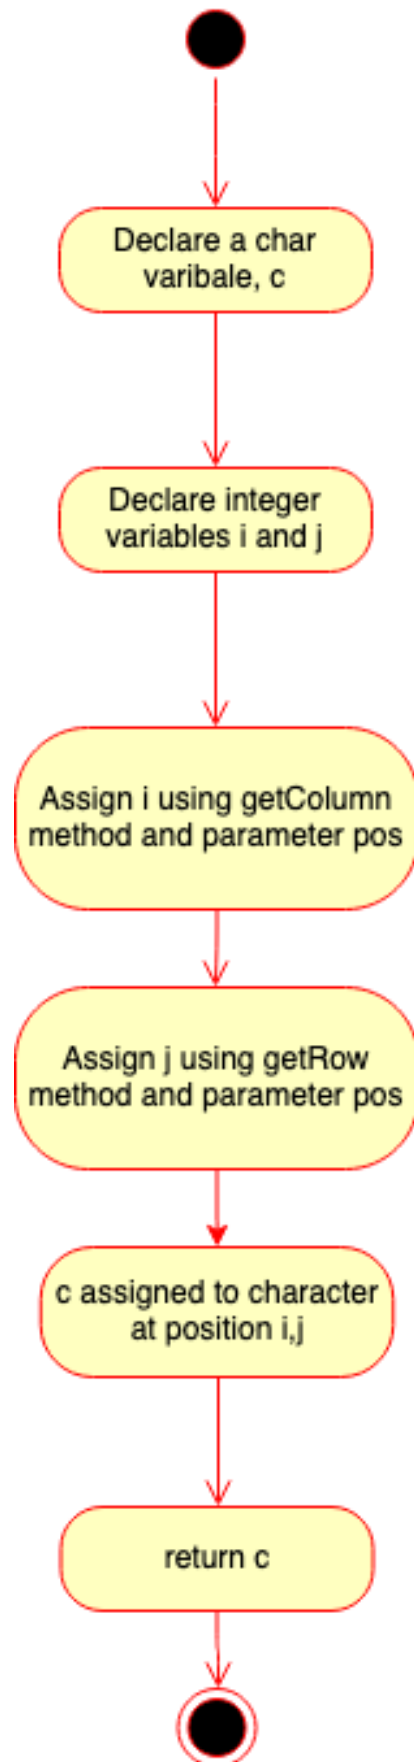 Declare a char
varibale, c
Declare integer
variables i and j
Assign i using getColumn
method and parameter pos
Assign j using getRow
method and parameter pos
c assigned to character
at position i,j
return c